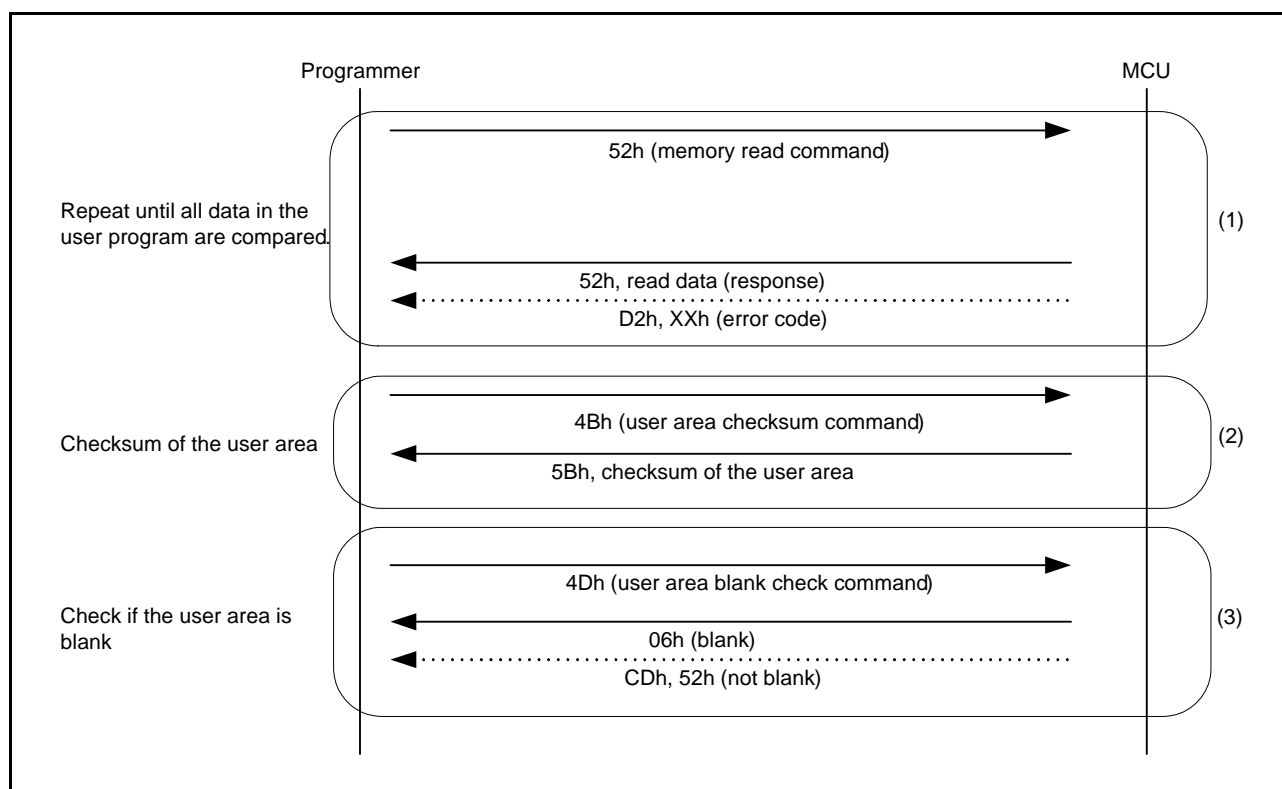 Programmer
MCU
52h (memory read command)
Repeat until all data in the
user program are compared.
(1)
52h, read data (response)
D2h, XXh (error code)
4Bh (user area checksum command)
Checksum of the user area
(2)
5Bh, checksum of the user area
4Dh (user area blank check command)
Check if the user area is
blank
(3)
06h (blank)
CDh, 52h (not blank)